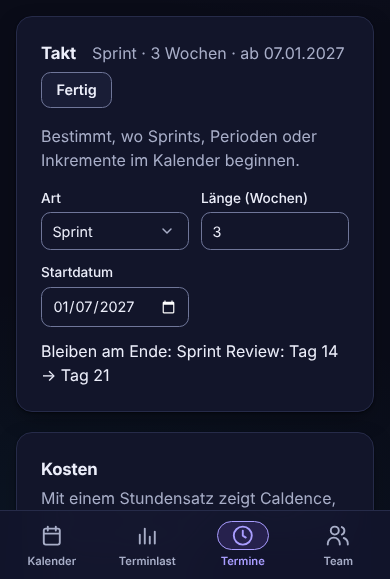 Takt Sprint · 3 Wochen · ab 07.01.2027
Fertig
Bestimmt, wo Sprints, Perioden oder
Inkremente im Kalender beginnen.
Art Länge (Wochen)
Sprint 3
Startdatum
01/07/2027
Bleiben am Ende: Sprint Review: Tag 14
→ Tag 21
Kosten
Mit einem Stundensatz zeigt Caldence,
Kalender Terminlast Termine Team